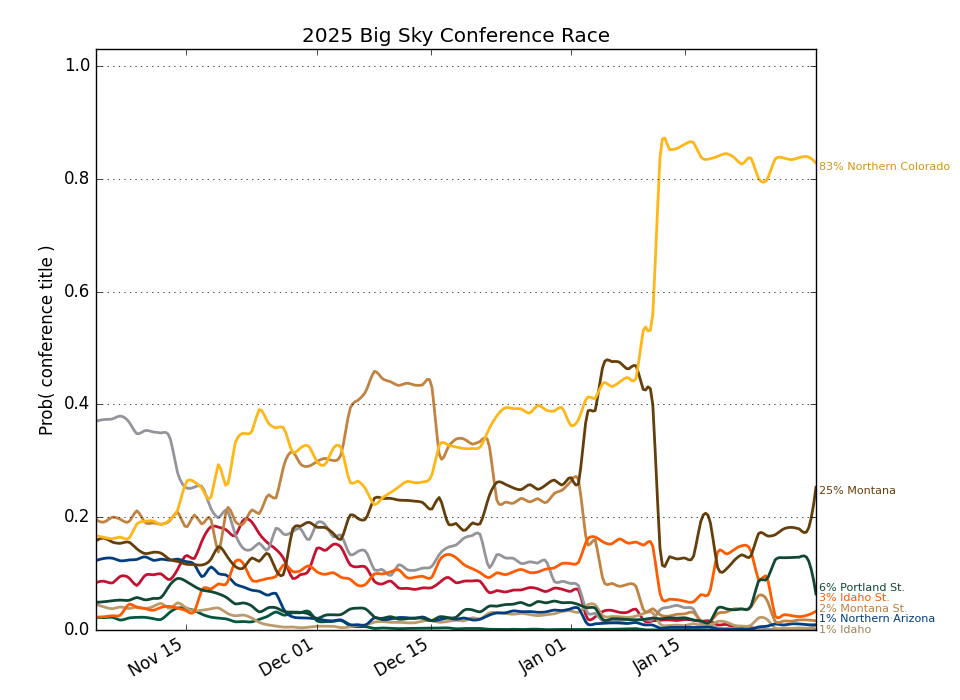 2025 Big Sky Conference Race
Prob( conference title )
1.0
0.8
0.6
0.4
0.2
0.0
Nov 15
Dec 01
Dec 15
Jan 01
Jan 15
83% Northern Colorado
25% Montana
6% Portland St.
3% Idaho St.
2% Montana St.
1% Northern Arizona
1% Idaho